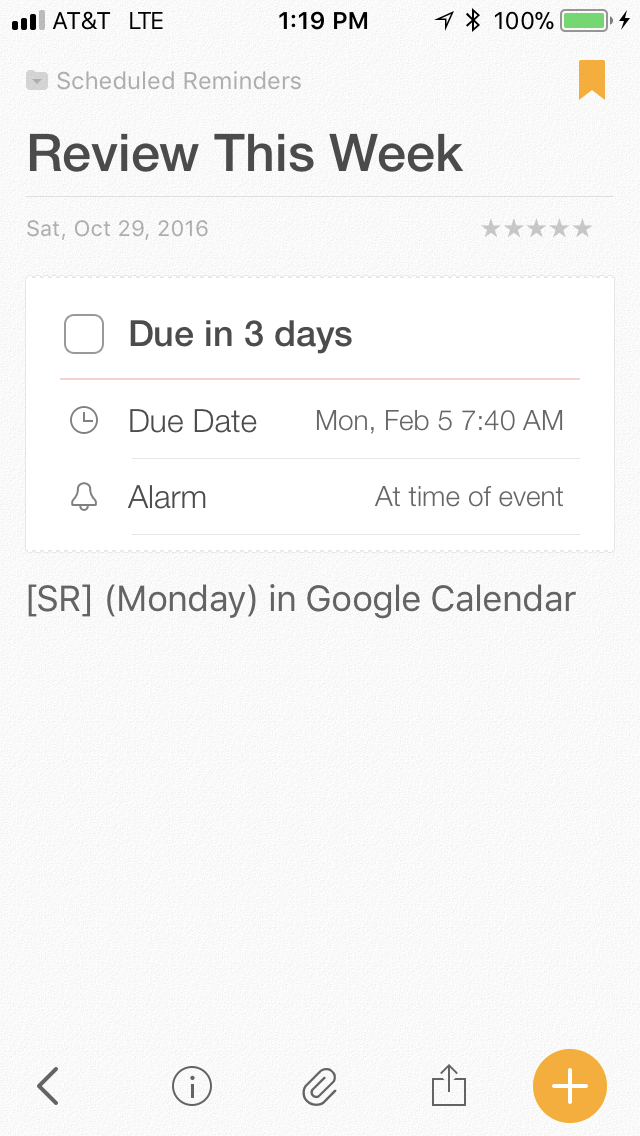 AT&T LTE 1:19 PM 100%
Scheduled Reminders
Review This Week
Sat, Oct 29, 2016
Due in 3 days
Due Date Mon, Feb 5 7:40 AM
Alarm At time of event
[SR] (Monday) in Google Calendar